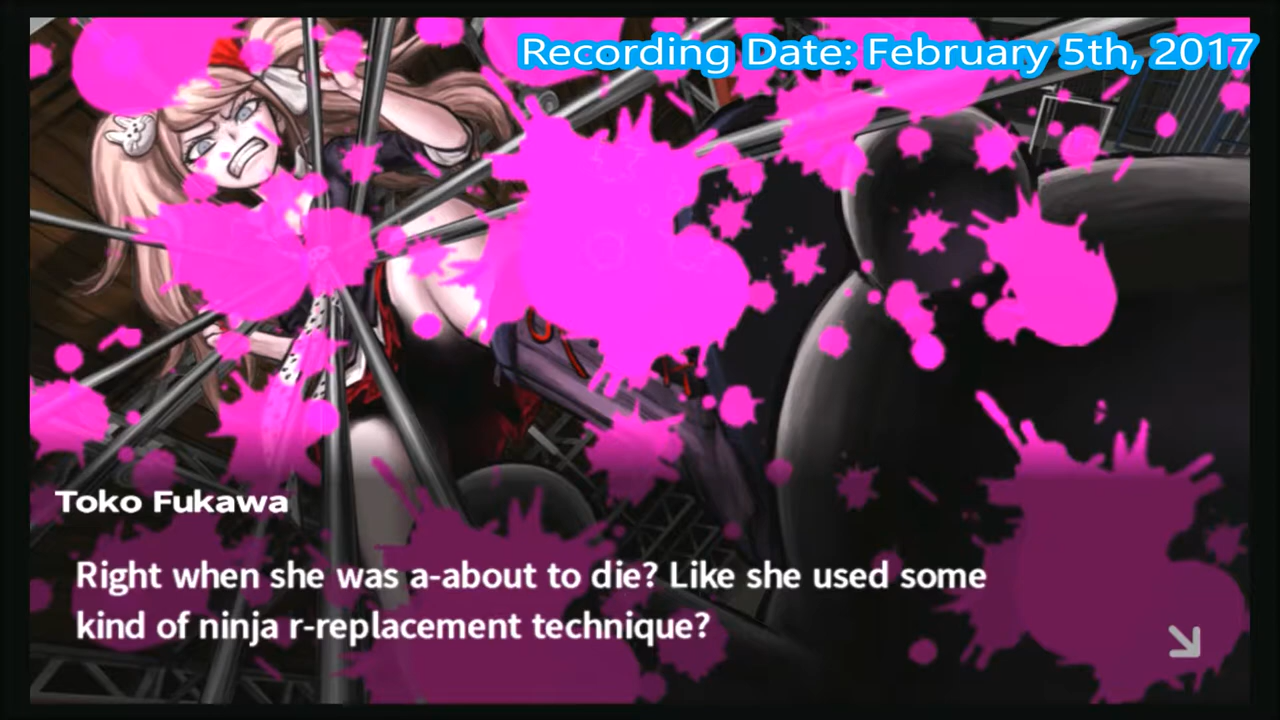 Recording Date: February 5th, 2017
Toko Fukawa
Right when she was a-about to die? Like she used some
kind of ninja r-replacement technique?